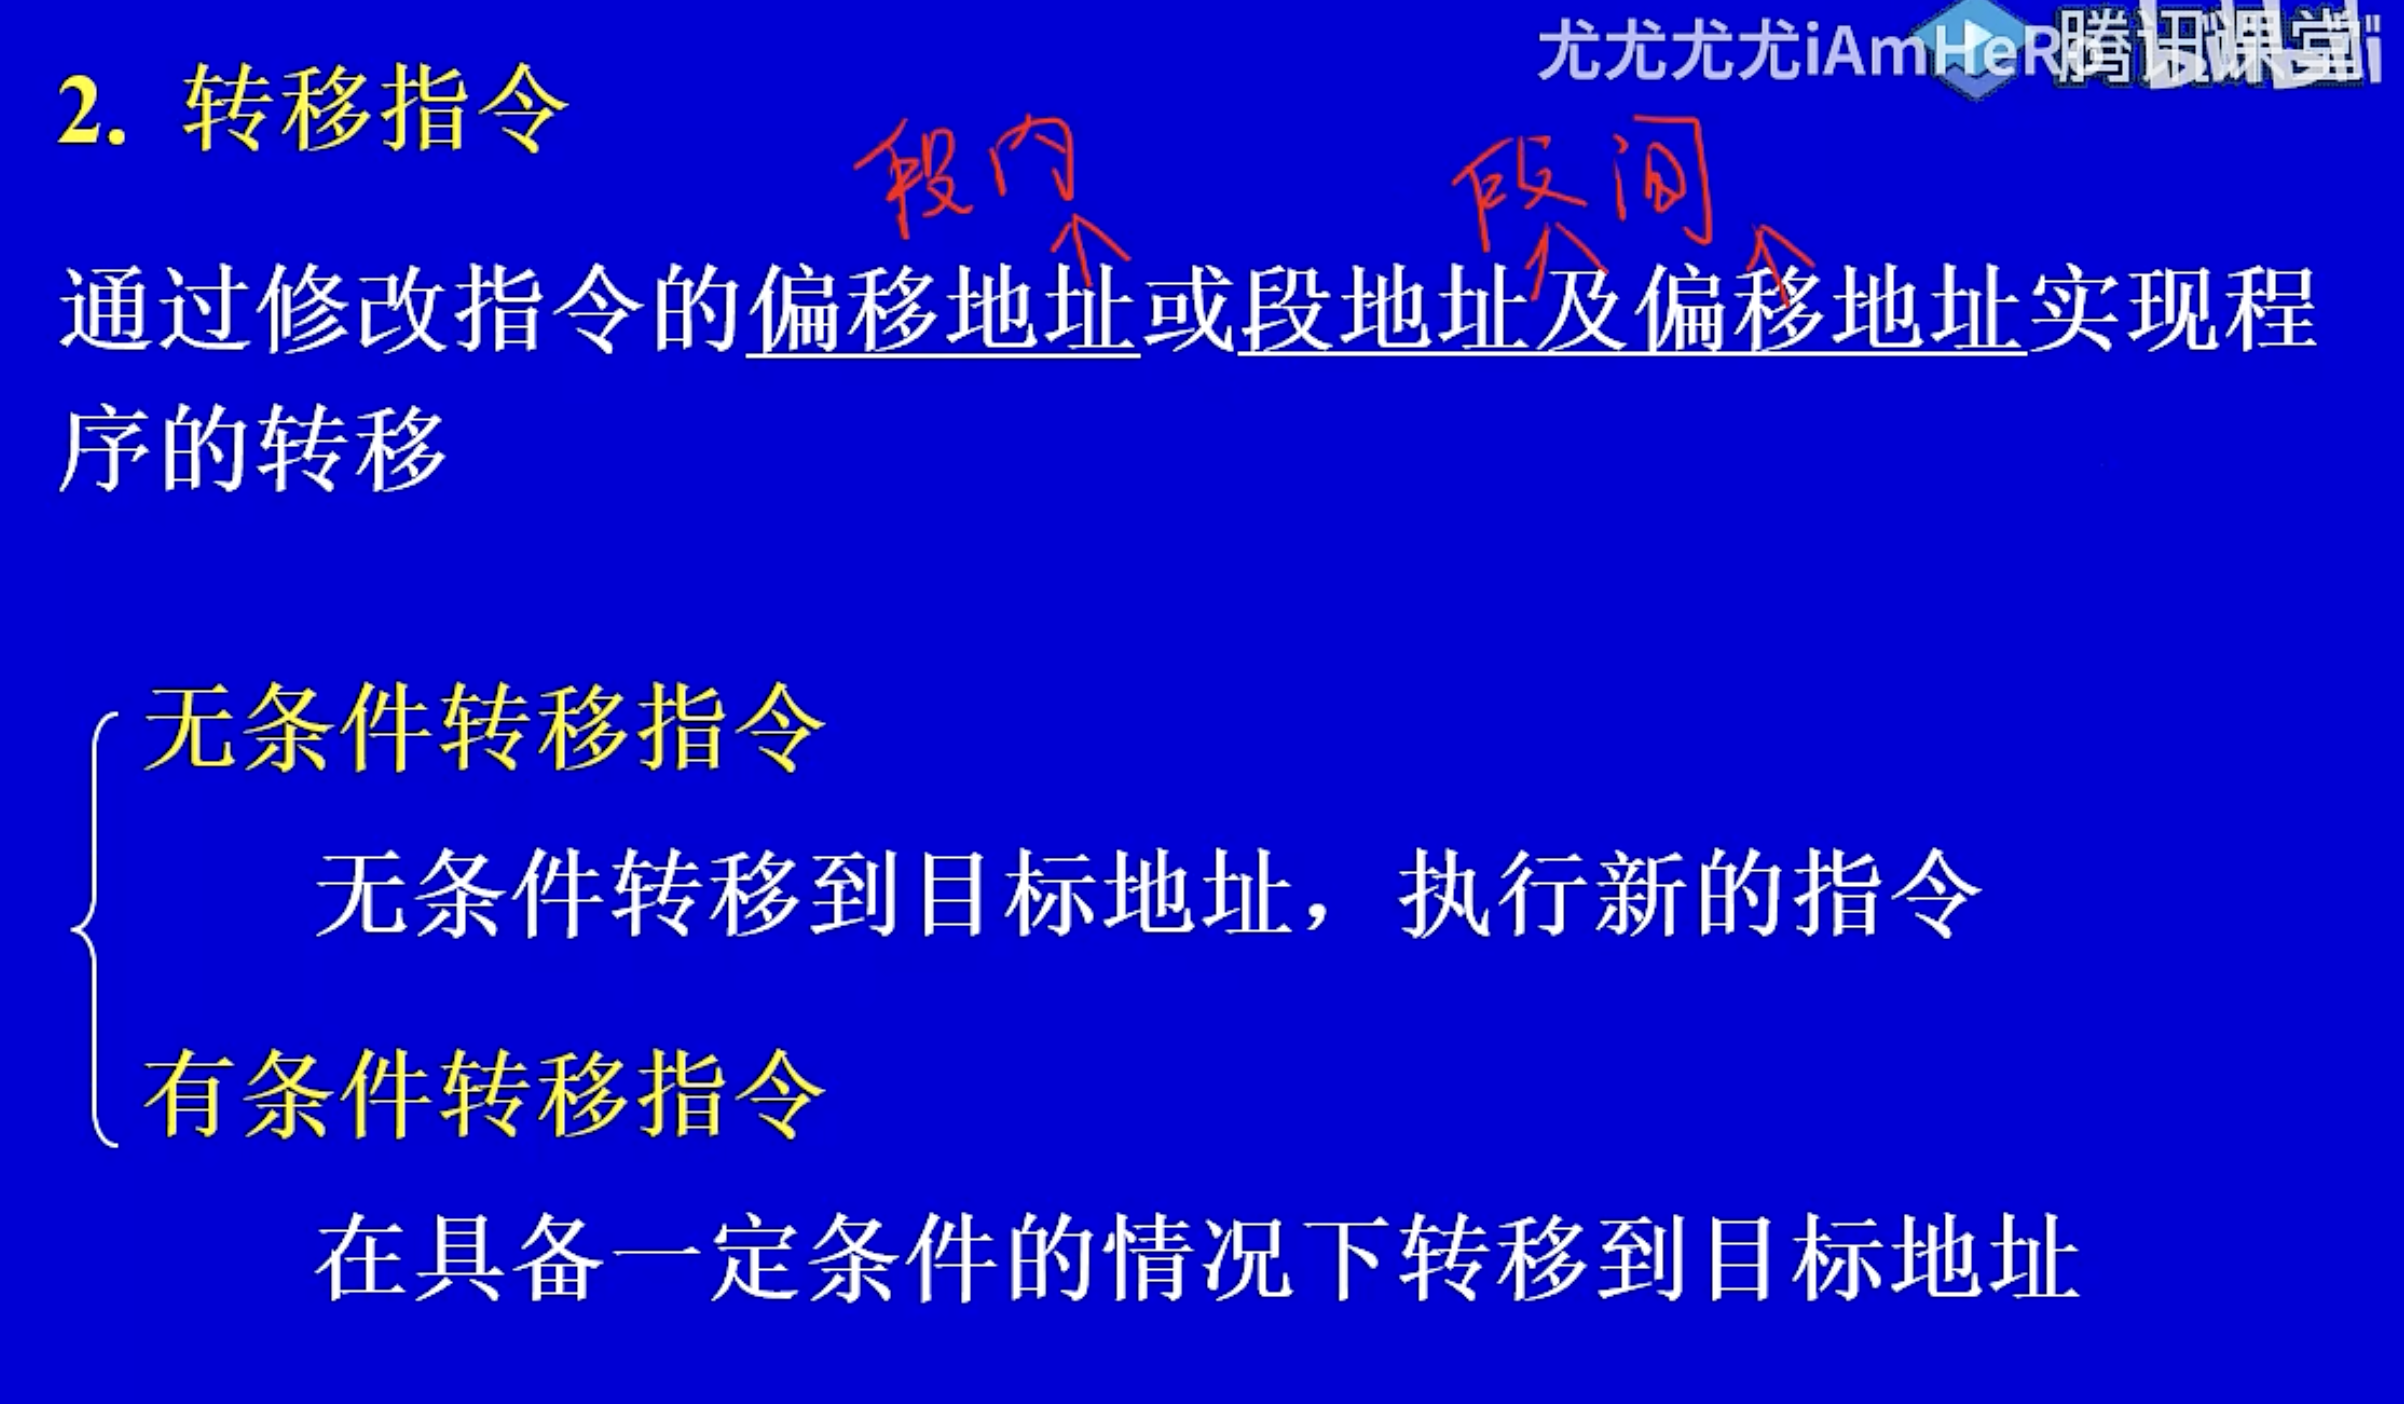 尤尤尤尤iAmHeRo
腾讯课堂
2. 转移指令
段内
段间
通过修改指令的偏移地址或段地址及偏移地址实现程
序的转移
无条件转移指令
无条件转移到目标地址，执行新的指令
有条件转移指令
在具备一定条件的情况下转移到目标地址